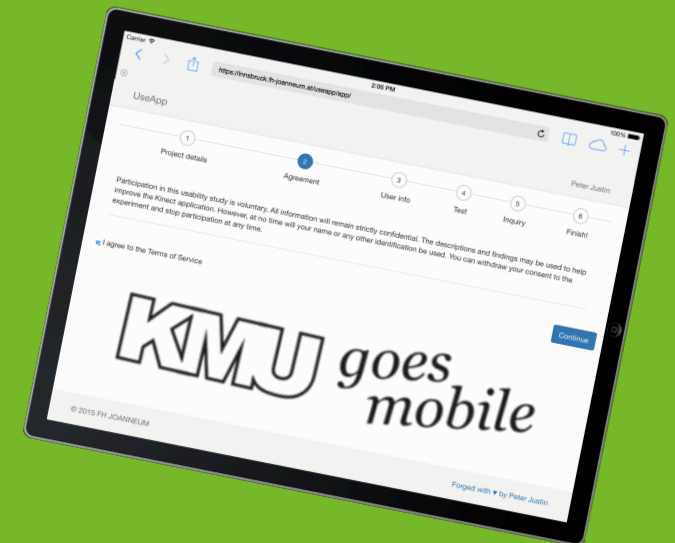 Carrier
2:05 PM
100%
https://innsbruck.fh-joanneum.at/useapp/app/
UseApp
Peter Justin
1
2
3
4
5
6
Project details
Agreement
User info
Test
Inquiry
Finish!
Participation in this usability study is voluntary. All information will remain strictly confidential. The descriptions and findings may be used to help
improve the Kinect application. However, at no time will your name or any other identification be used. You can withdraw your consent to the
experiment and stop participation at any time.
I agree to the Terms of Service
Continue
KMU goes
mobile
© 2015 FH JOANNEUM
Forged with ♥ by Peter Justin